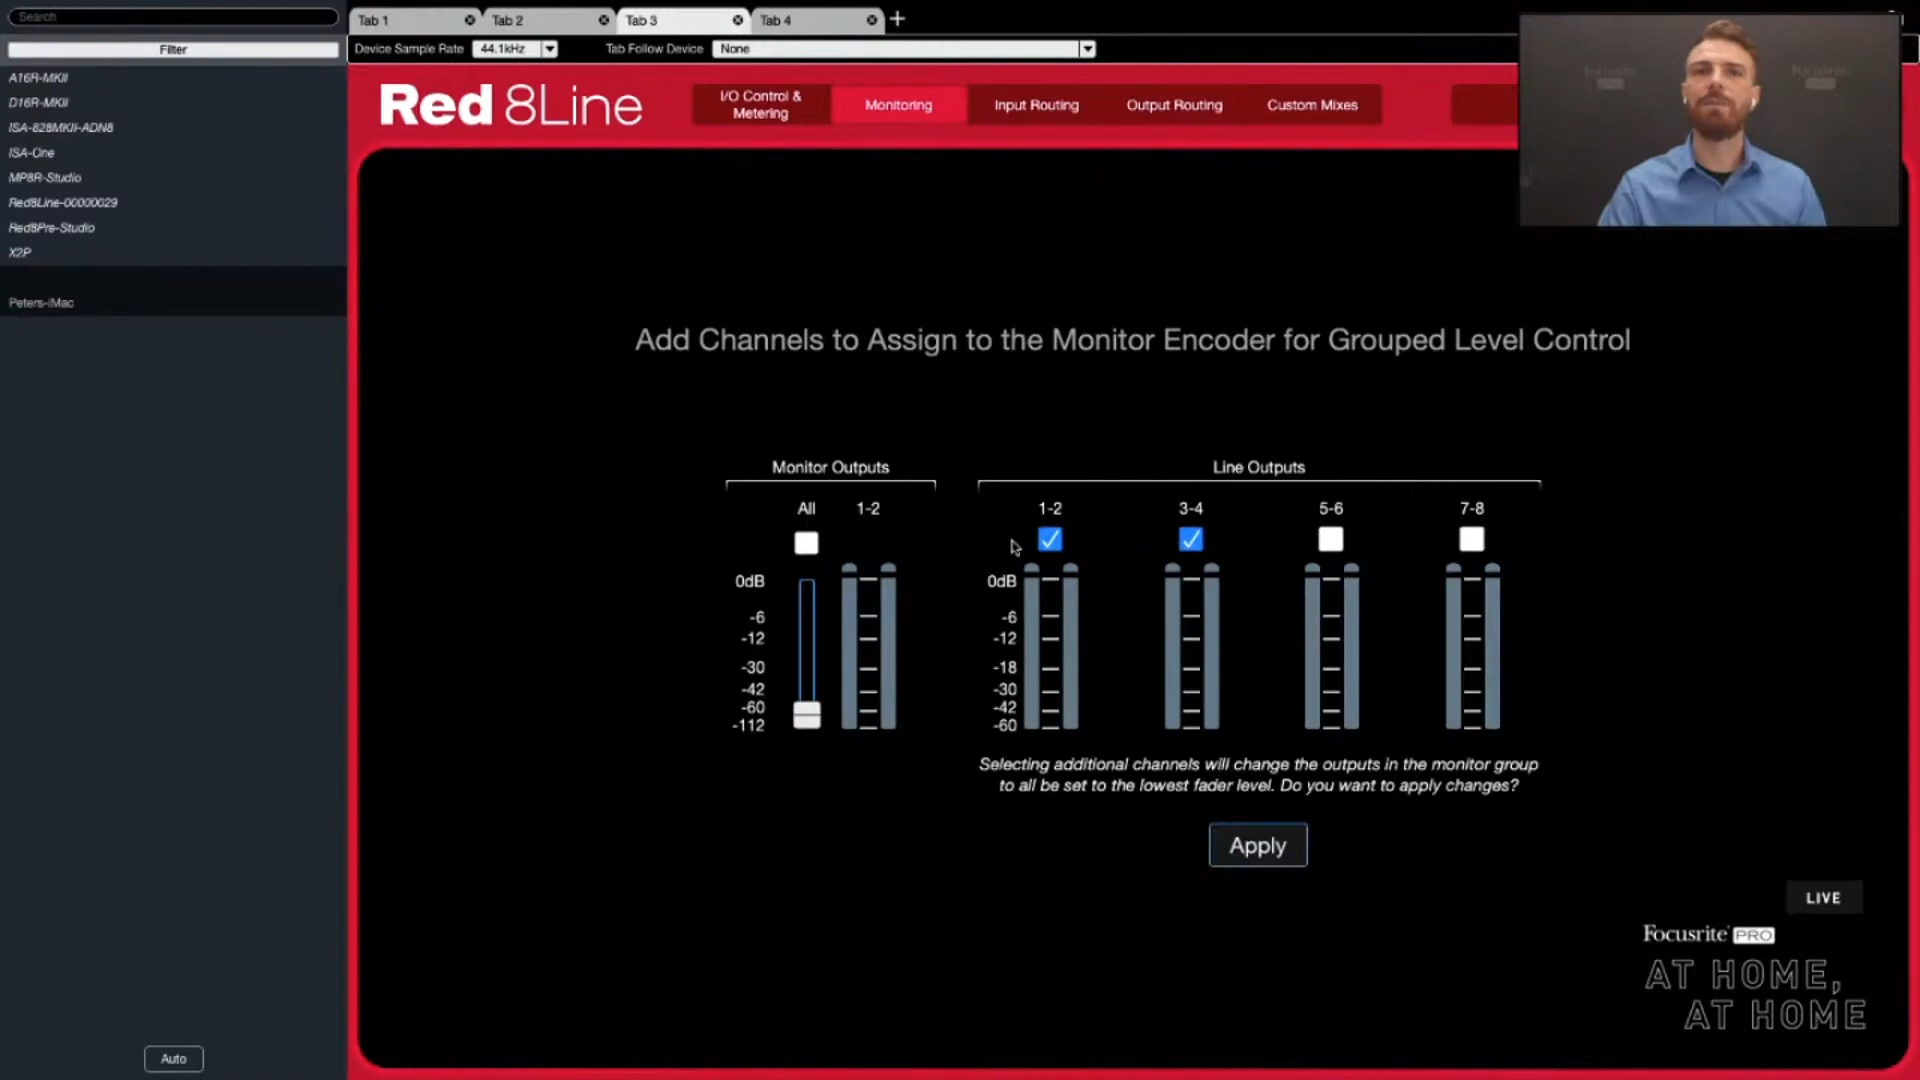 Search
Filter
A16R-MKII
D16R-MKII
ISA-828MKII-ADN8
ISA-One
MP8R-Studio
Red8Line-00000029
Red8Pre-Studio
X2P
Peters-iMac
Auto
Tab 1 Tab 2 Tab 3 Tab 4
Device Sample Rate 44.1kHz Tab Follow Device None
Red 8Line
I/O Control &
Metering
Monitoring
Input Routing
Output Routing
Custom Mixes
Add Channels to Assign to the Monitor Encoder for Grouped Level Control
Monitor Outputs
All 1-2
0dB
-6
-12
-30
-42
-60
-112
Line Outputs
1-2 3-4 5-6 7-8
0dB
-6
-12
-18
-30
-42
-60
Selecting additional channels will change the outputs in the monitor group
to all be set to the lowest fader level. Do you want to apply changes?
Apply
LIVE
Focusrite PRO
AT HOME,
AT HOME